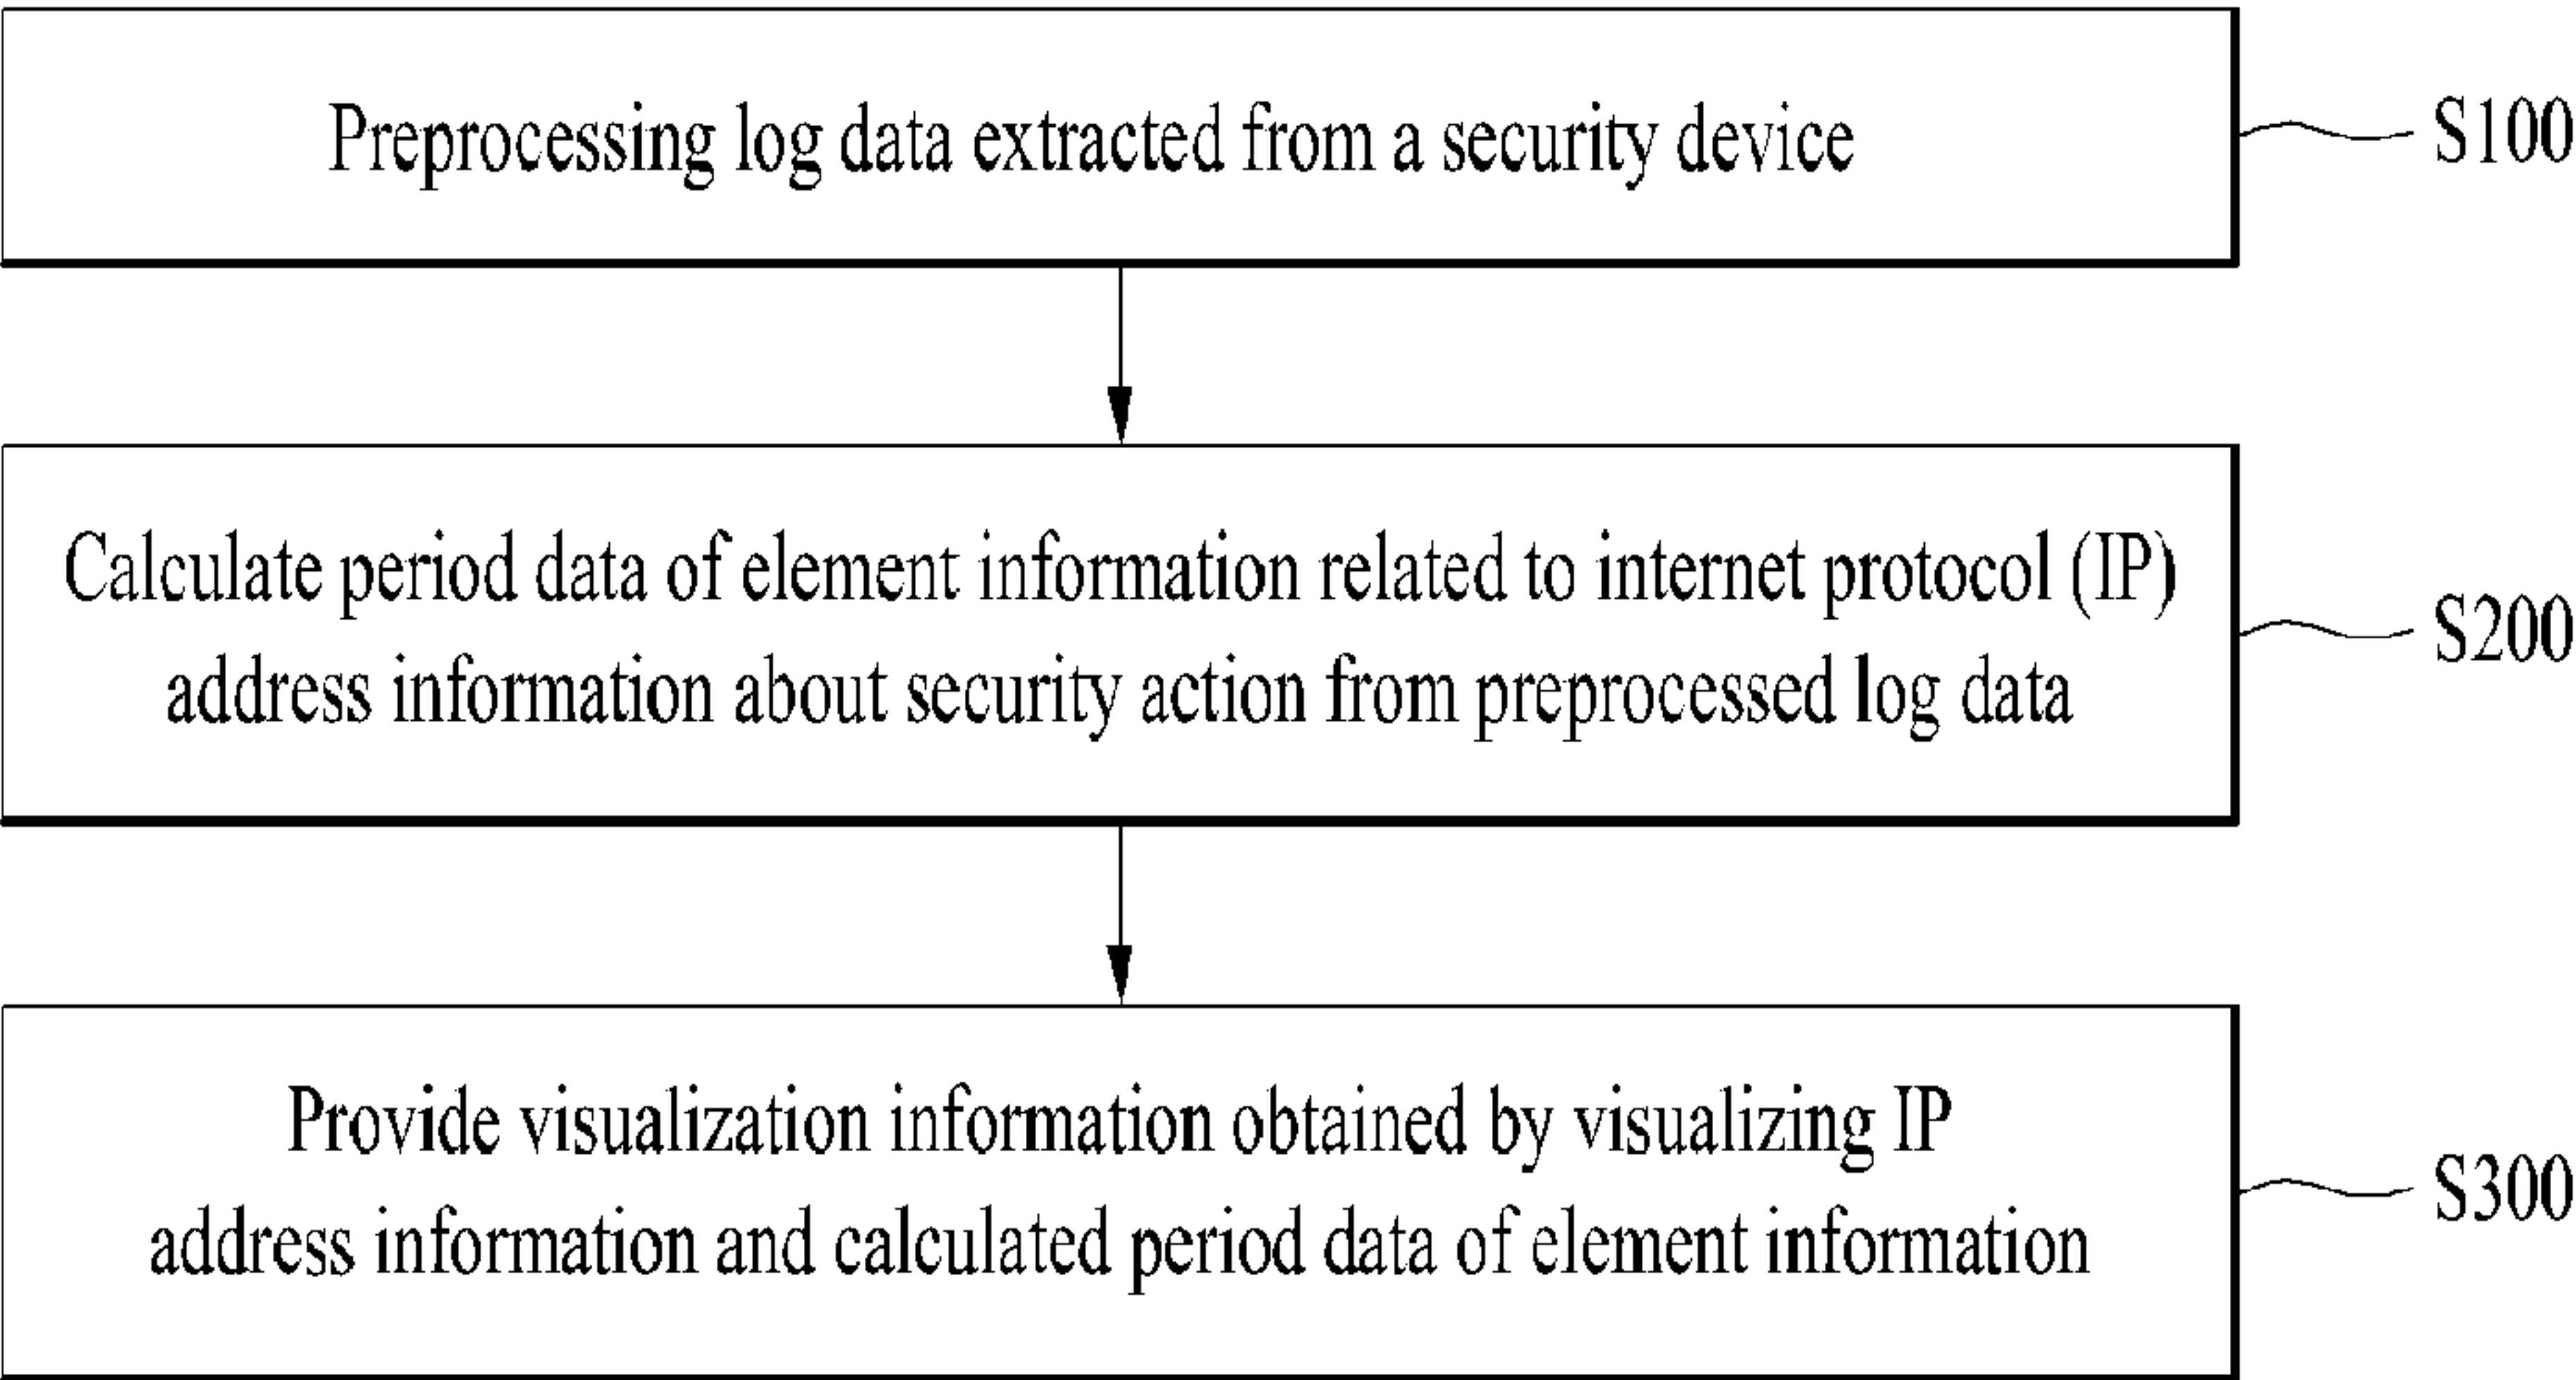 Preprocessing log data extracted from a security device
S100
Calculate period data of element information related to internet protocol (IP)
address information about security action from preprocessed log data
S200
Provide visualization information obtained by visualizing IP
address information and calculated period data of element information
S300